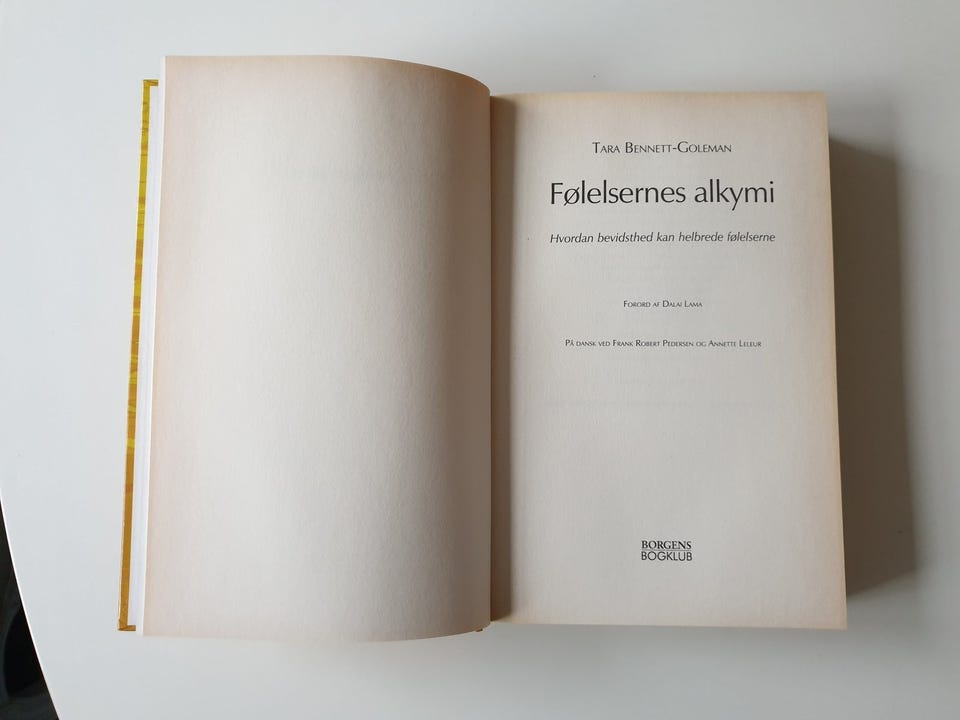 Tara Bennett-Goleman
Følelsernes alkymi
Hvordan bevidsthed kan helbrede følelserne
Forord af Dalai Lama
På dansk ved Frank Robert Pedersen og Annette Leleur
BORGENS
BOGKLUB